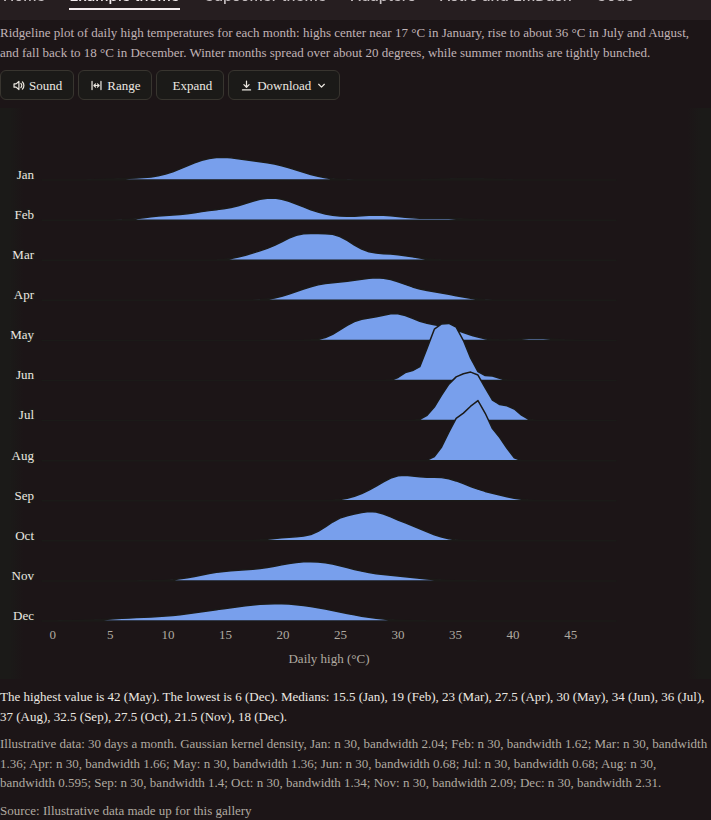 Ridgeline plot of daily high temperatures for each month: highs center near 17 °C in January, rise to about 36 °C in July and August,
and fall back to 18 °C in December. Winter months spread over about 20 degrees, while summer months are tightly bunched.
Sound Range Expand Download
Jan
Feb
Mar
Apr
May
Jun
Jul
Aug
Sep
Oct
Nov
Dec
0 5 10 15 20 25 30 35 40 45
Daily high (°C)
The highest value is 42 (May). The lowest is 6 (Dec). Medians: 15.5 (Jan), 19 (Feb), 23 (Mar), 27.5 (Apr), 30 (May), 34 (Jun), 36 (Jul),
37 (Aug), 32.5 (Sep), 27.5 (Oct), 21.5 (Nov), 18 (Dec).
Illustrative data: 30 days a month. Gaussian kernel density, Jan: n 30, bandwidth 2.04; Feb: n 30, bandwidth 1.62; Mar: n 30, bandwidth
1.36; Apr: n 30, bandwidth 1.66; May: n 30, bandwidth 1.36; Jun: n 30, bandwidth 0.68; Jul: n 30, bandwidth 0.68; Aug: n 30,
bandwidth 0.595; Sep: n 30, bandwidth 1.4; Oct: n 30, bandwidth 1.34; Nov: n 30, bandwidth 2.09; Dec: n 30, bandwidth 2.31.
Source: Illustrative data made up for this gallery